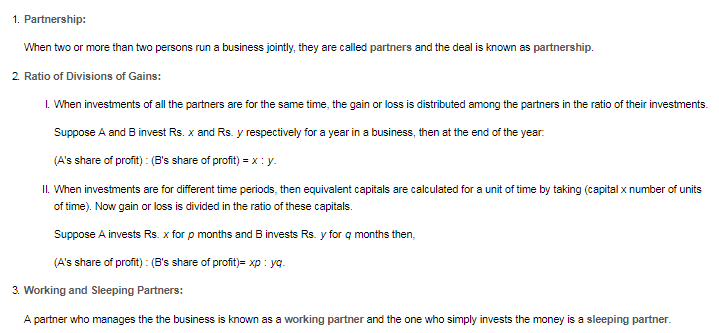 1. Partnership:
When two or more than two persons run a business jointly, they are called partners and the deal is known as partnership.
2. Ratio of Divisions of Gains:
I. When investments of all the partners are for the same time, the gain or loss is distributed among the partners in the ratio of their investments.
Suppose A and B invest Rs. x and Rs. y respectively for a year in a business, then at the end of the year:
(A's share of profit) : (B's share of profit) = x : y.
II. When investments are for different time periods, then equivalent capitals are calculated for a unit of time by taking (capital x number of units
of time). Now gain or loss is divided in the ratio of these capitals.
Suppose A invests Rs. x for p months and B invests Rs. y for q months then,
(A's share of profit) : (B's share of profit)= xp : yq.
3. Working and Sleeping Partners:
A partner who manages the the business is known as a working partner and the one who simply invests the money is a sleeping partner.